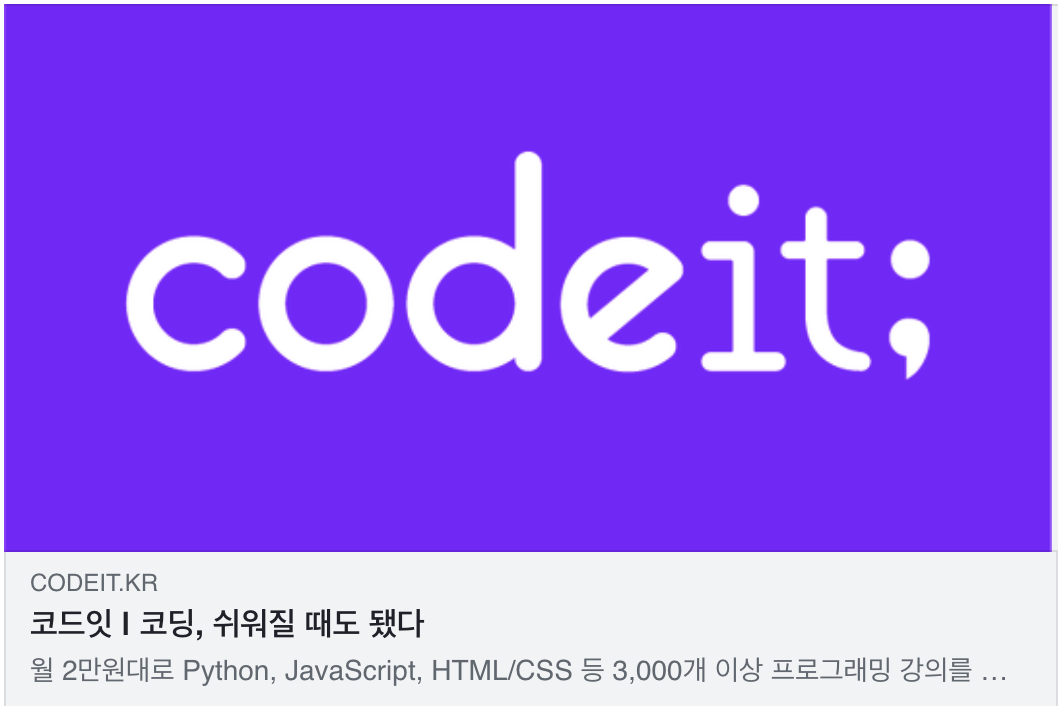 codeit;
CODEIT.KR
코드잇 I 코딩, 쉬워질 때도 됐다
월 2만원대로 Python, JavaScript, HTML/CSS 등 3,000개 이상 프로그래밍 강의를 …